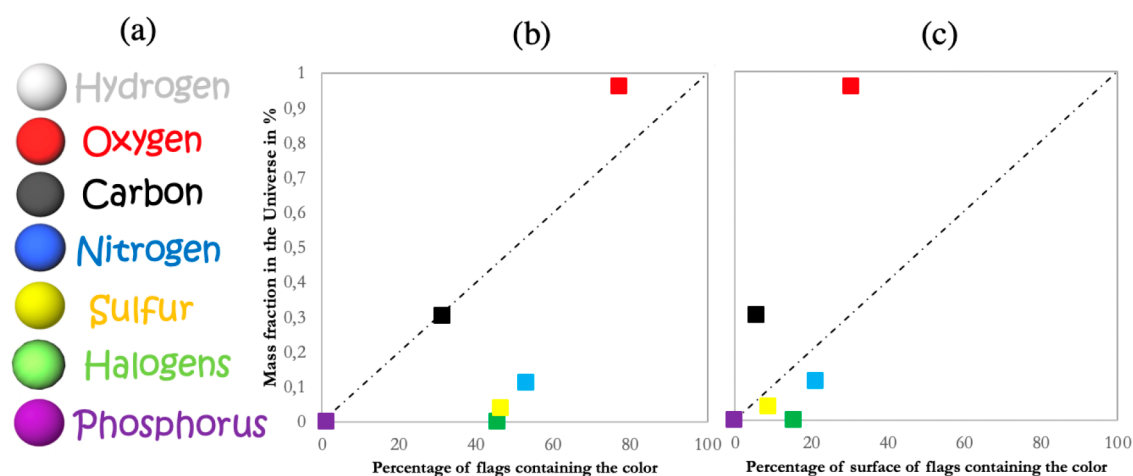 (a)
Hydrogen
Oxygen
Carbon
Nitrogen
Sulfur
Halogens
Phosphorus
(b)
Mass fraction in the Universe in %
1
0,9
0,8
0,7
0,6
0,5
0,4
0,3
0,2
0,1
0
0 20 40 60 80 100
Percentage of flags containing the color
(c)
0 20 40 60 80 100
Percentage of surface of flags containing the color